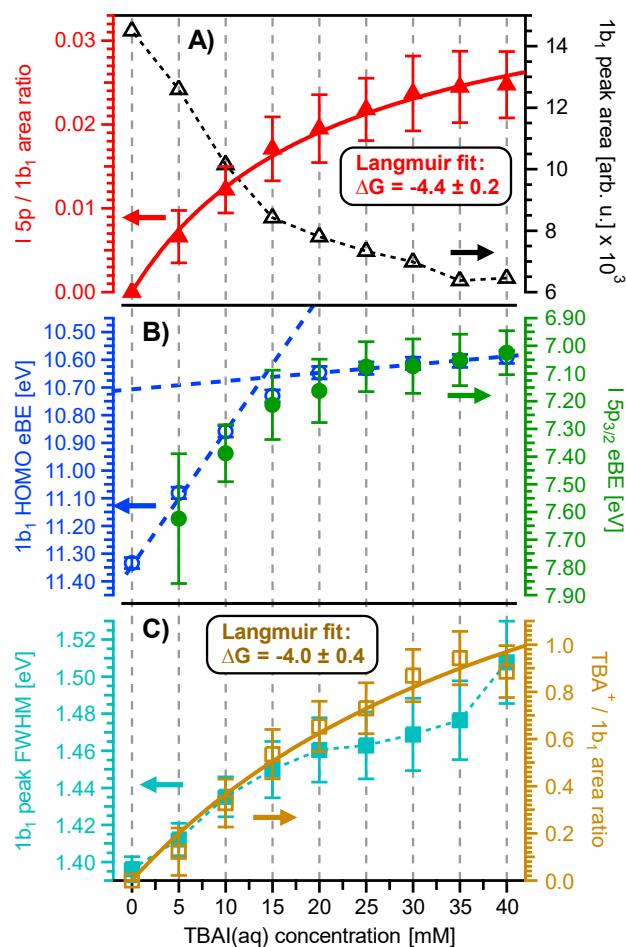 A)
0.03
0.02
0.01
0.00
I 5p / 1b₁ area ratio
14
12
10
8
6
1b₁ peak area
[arb. u.] x 10³
Langmuir fit:
ΔG = -4.4 ± 0.2
B)
10.50
10.60
10.70
10.80
10.90
11.00
11.10
11.20
11.30
11.40
1b₁ HOMO eBE [eV]
6.90
7.00
7.10
7.20
7.30
7.40
7.50
7.60
7.70
7.80
7.90
I 5p₃/₂ eBE
[eV]
C)
Langmuir fit:
ΔG = -4.0 ± 0.4
1.52
1.50
1.48
1.46
1.44
1.42
1.40
1b₁ peak FWHM [eV]
1.0
0.8
0.6
0.4
0.2
0.0
TBA⁺ / 1b₁ area ratio
0 5 10 15 20 25 30 35 40
TBAI(aq) concentration [mM]